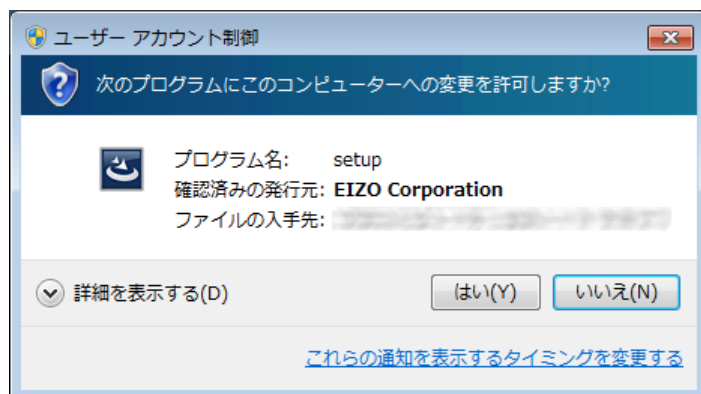 ユーザー アカウント制御
次のプログラムにこのコンピューターへの変更を許可しますか?
プログラム名: setup
確認済みの発行元: EIZO Corporation
ファイルの入手先:
詳細を表示する(D) はい(Y) いいえ(N)
これらの通知を表示するタイミングを変更する